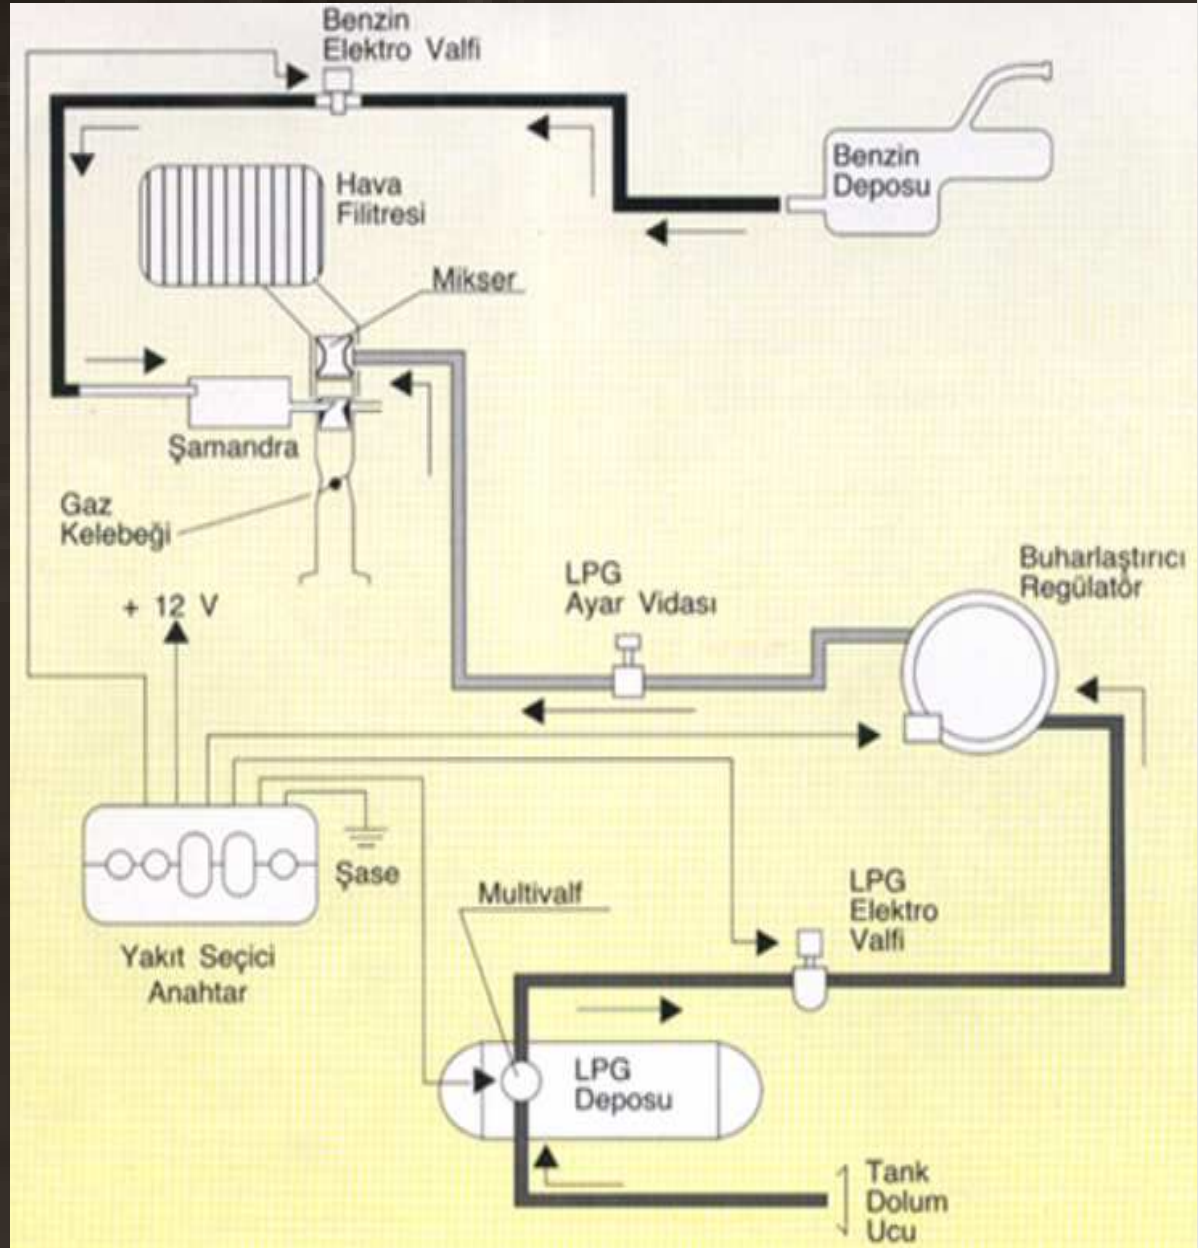 Benzin
Elektro Valfi
Benzin
Deposu
Hava
Filitresi
Mikser
Şamandra
Gaz
Kelebeği
+ 12 V
LPG
Ayar Vidası
Buharlaştırıcı
Regülatör
Şase
Yakıt Seçici
Anahtar
Multivalf
LPG
Elektro
Valfi
LPG
Deposu
Tank
Dolum
Ucu